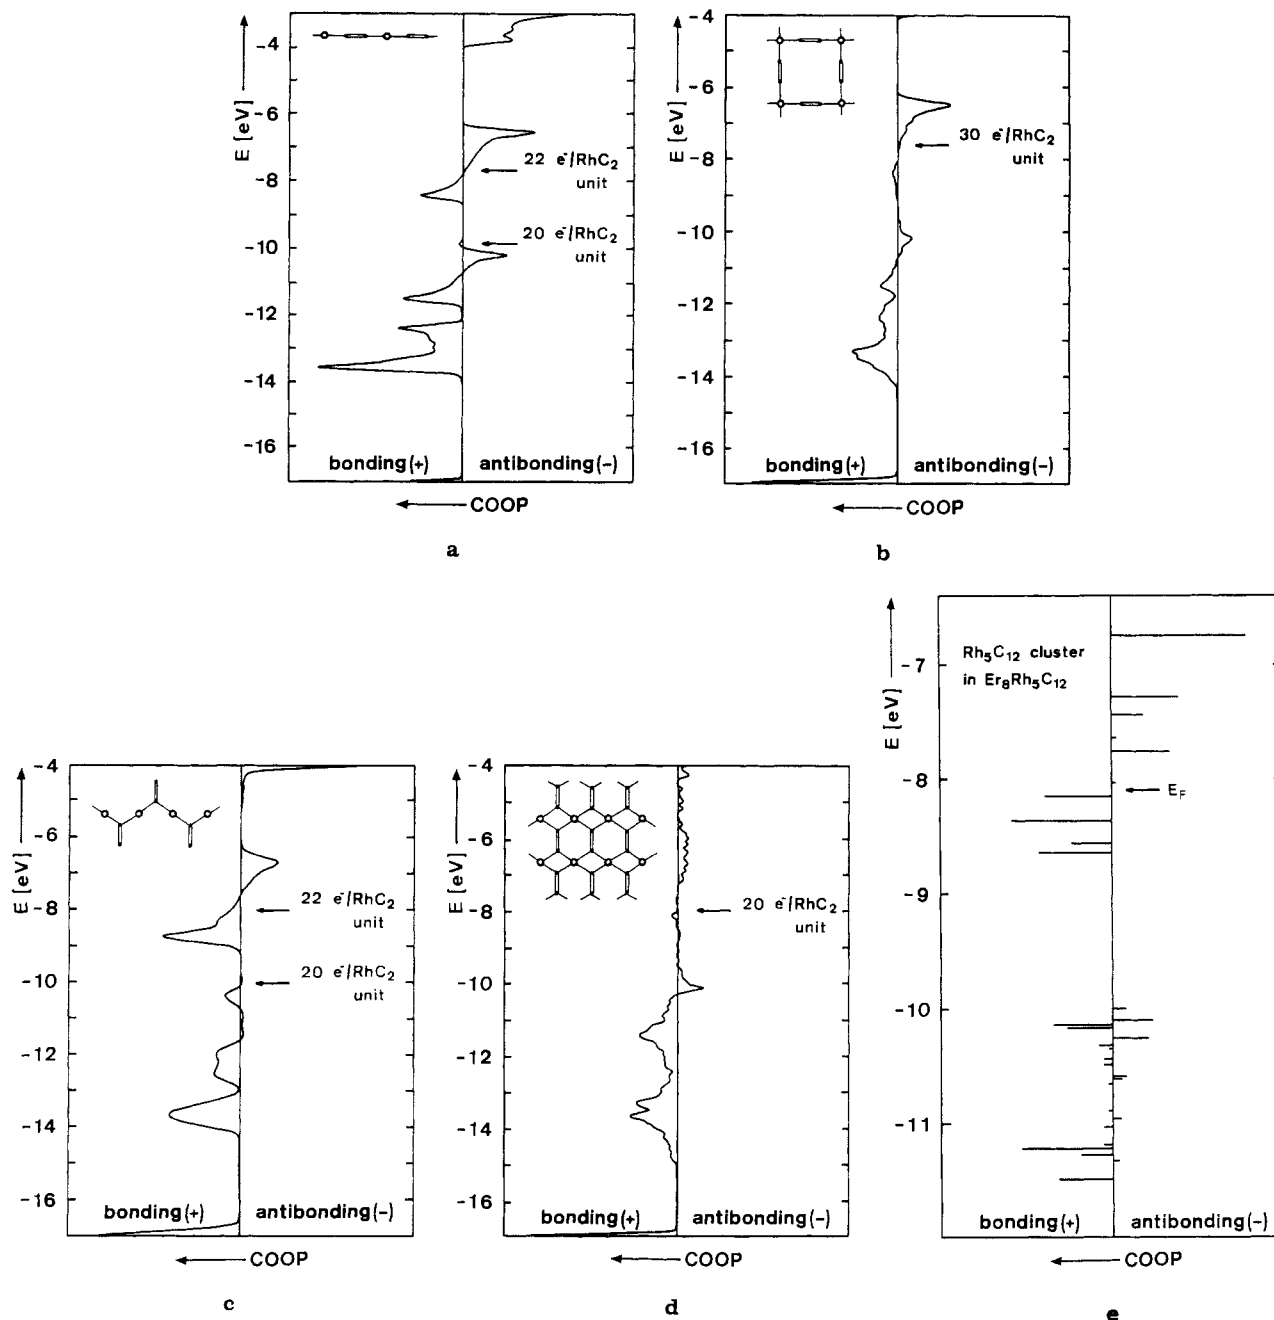 E [eV]
-4
-6
-8
-10
-12
-14
-16
22 e⁻/RhC₂
unit
20 e⁻/RhC₂
unit
bonding(+)
antibonding(-)
COOP
a
E [eV]
-4
-6
-8
-10
-12
-14
-16
30 e⁻/RhC₂
unit
bonding(+)
antibonding(-)
COOP
b
E [eV]
-4
-6
-8
-10
-12
-14
-16
22 e⁻/RhC₂
unit
20 e⁻/RhC₂
unit
bonding(+)
antibonding(-)
COOP
c
E [eV]
-4
-6
-8
-10
-12
-14
-16
20 e⁻/RhC₂
unit
bonding(+)
antibonding(-)
COOP
d
E [eV]
Rh₅C₁₂ cluster
in Er₈Rh₅C₁₂
-7
-8
-9
-10
-11
E_F
bonding(+)
antibonding(-)
COOP
e